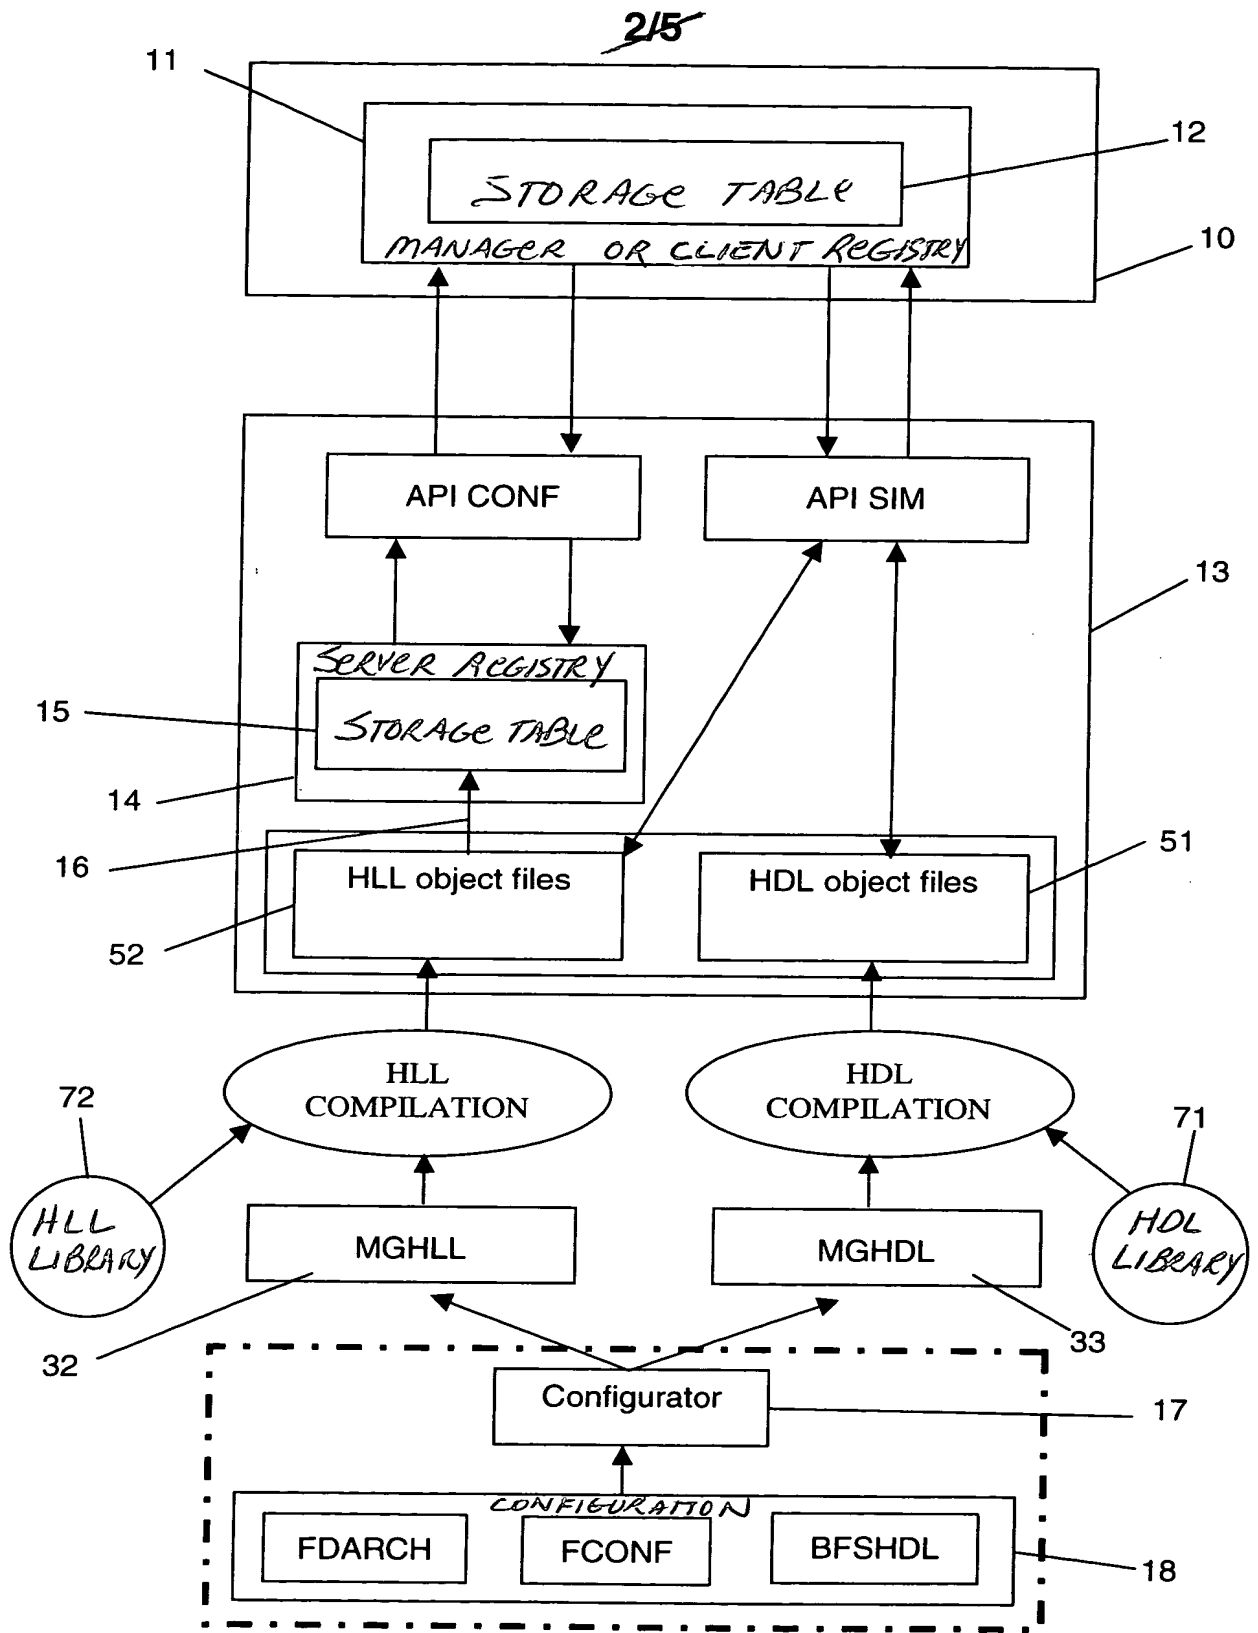 2/5
11
12
STORAGE TABLE
MANAGER OR CLIENT REGISTRY
10
API CONF
API SIM
13
SERVER REGISTRY
15
STORAGE TABLE
14
16
HLL object files
HDL object files
51
52
HLL
COMPILATION
HDL
COMPILATION
72
71
HLL
LIBRARY
HDL
LIBRARY
MGHLL
MGHDL
32
33
Configurator
17
CONFIGURATION
FDARCH
FCONF
BFSHDL
18